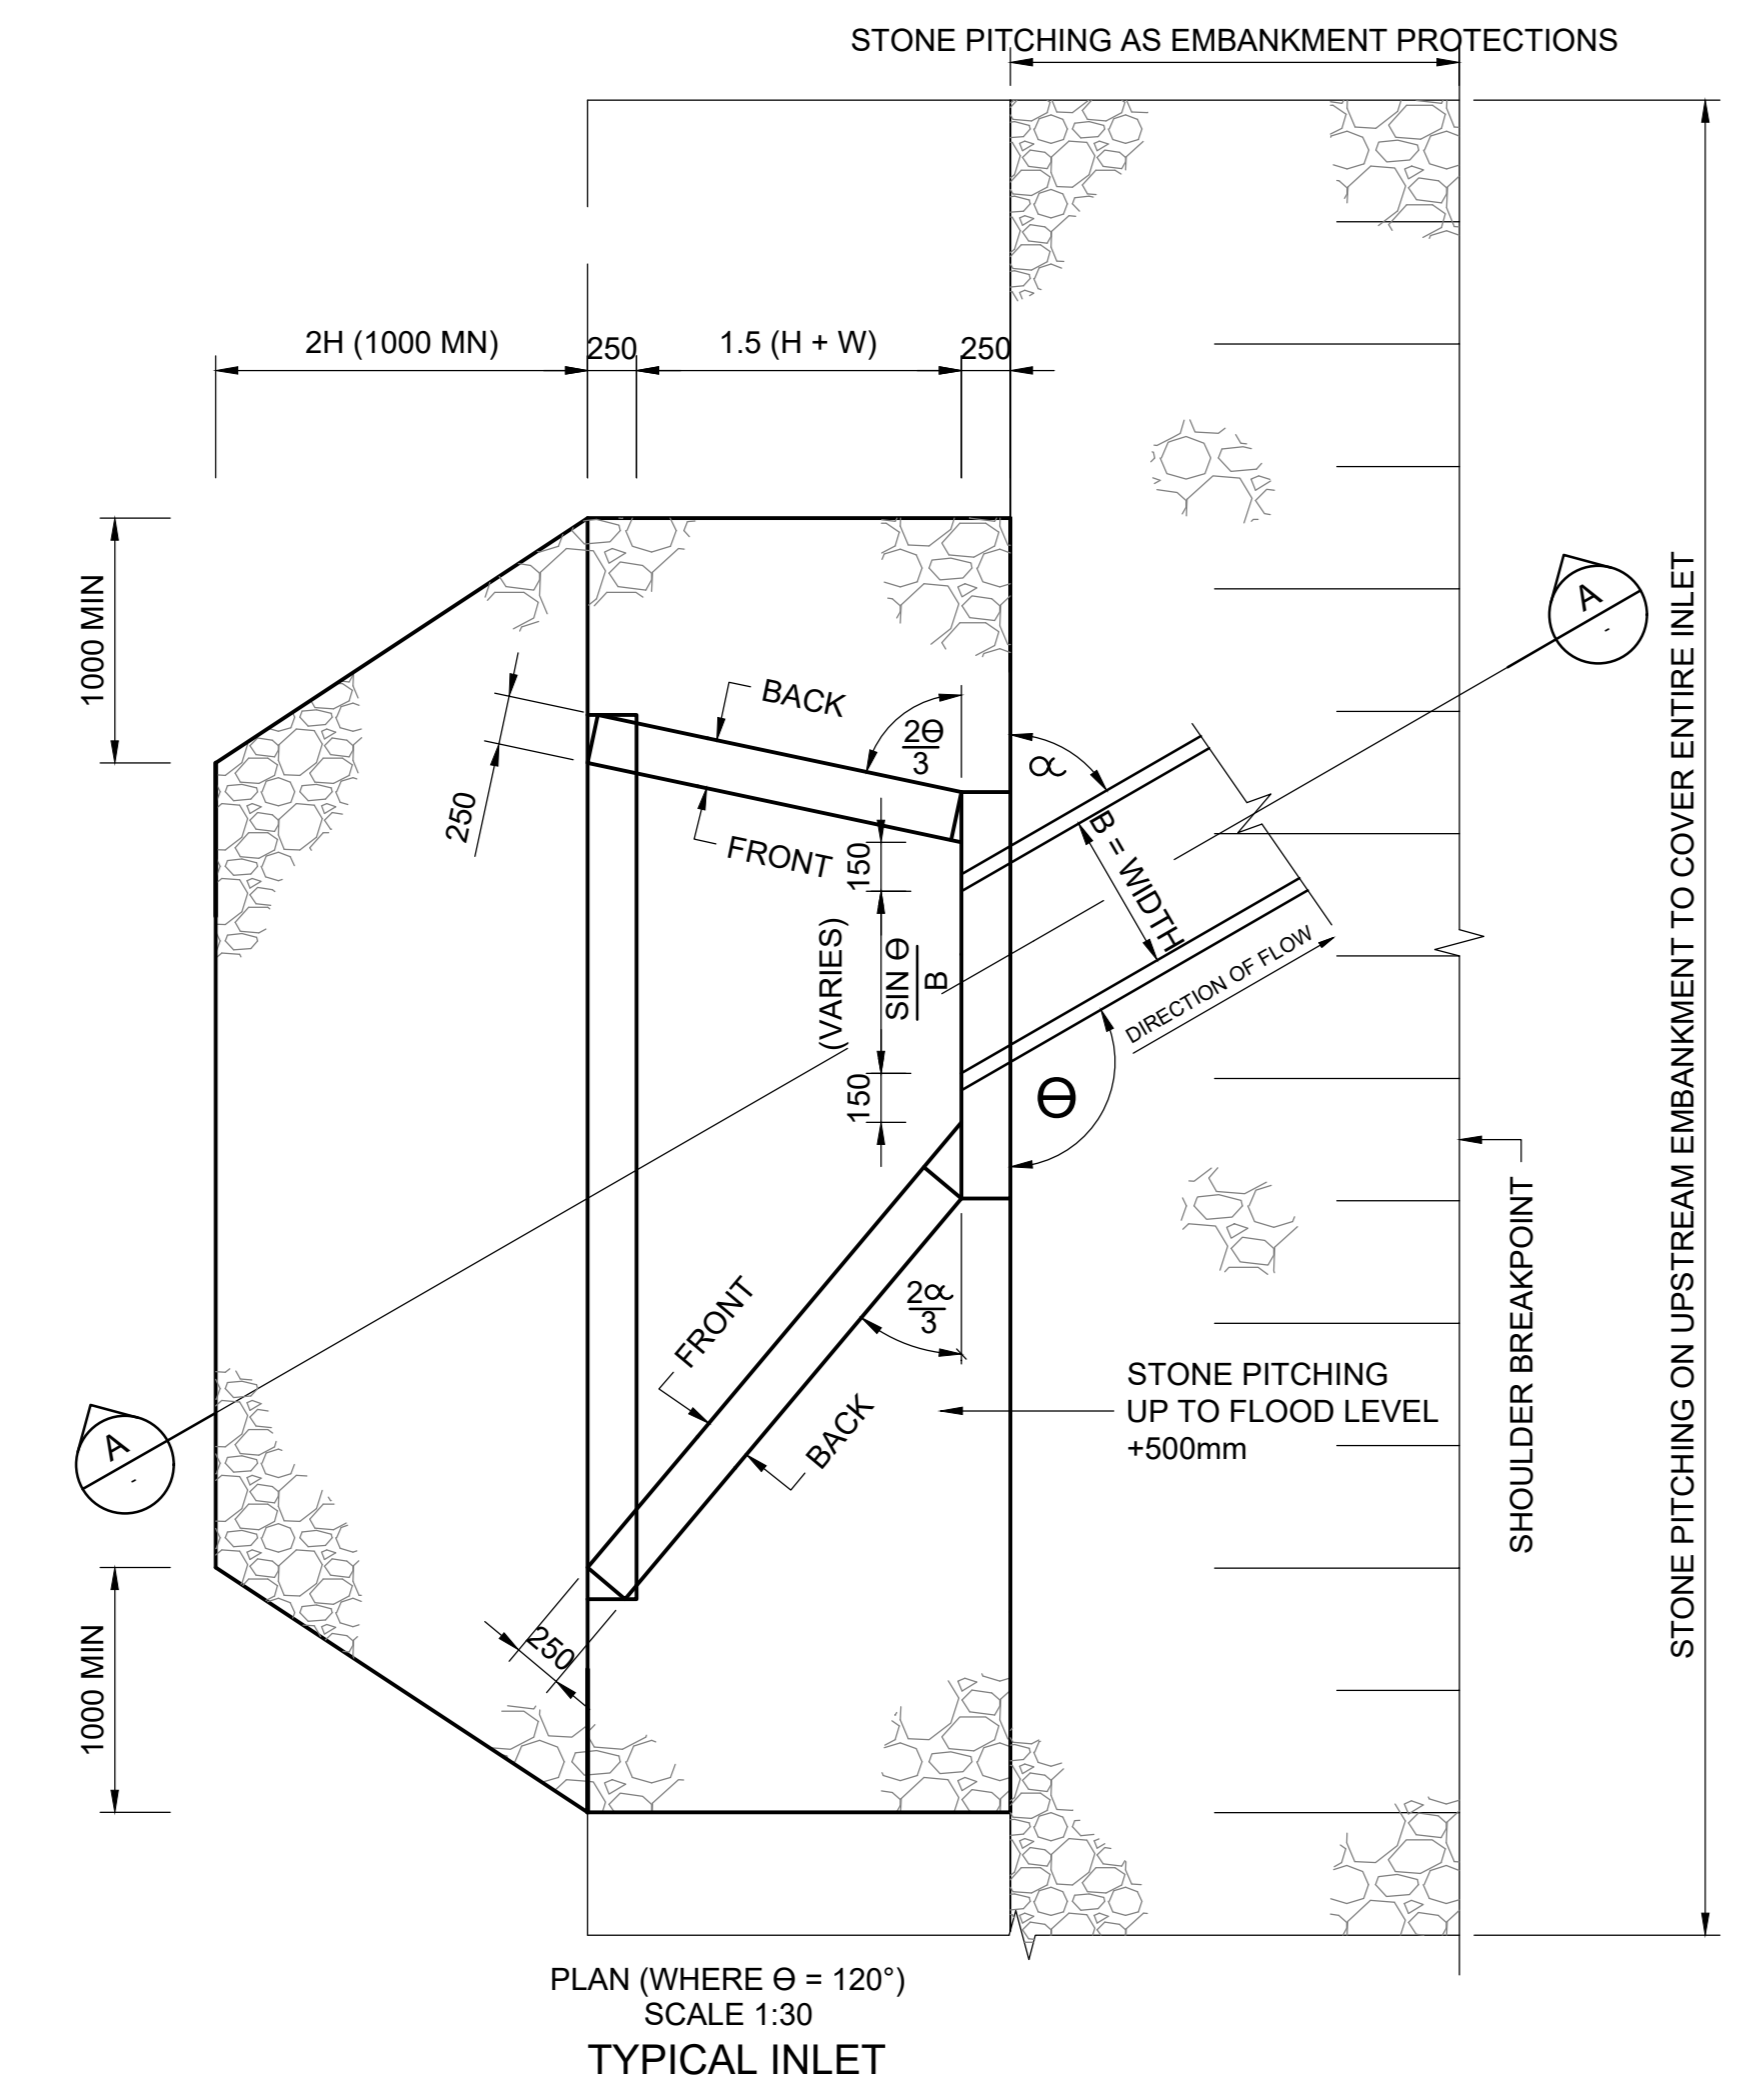 STONE PITCHING AS EMBANKMENT PROTECTIONS
2H (1000 MN)
250
1.5 (H + W)
250
1000 MIN
A
-
STONE PITCHING ON UPSTREAM EMBANKMENT TO COVER ENTIRE INLET
BACK
2Θ
3
∝
250
FRONT
150
B = WIDTH
(VARIES)
SIN Θ
B
DIRECTION OF FLOW
150
Θ
SHOULDER BREAKPOINT
FRONT
2∝
3
STONE PITCHING
UP TO FLOOD LEVEL
+500mm
BACK
A
-
250
1000 MIN
PLAN (WHERE Θ = 120°)
SCALE 1:30
TYPICAL INLET